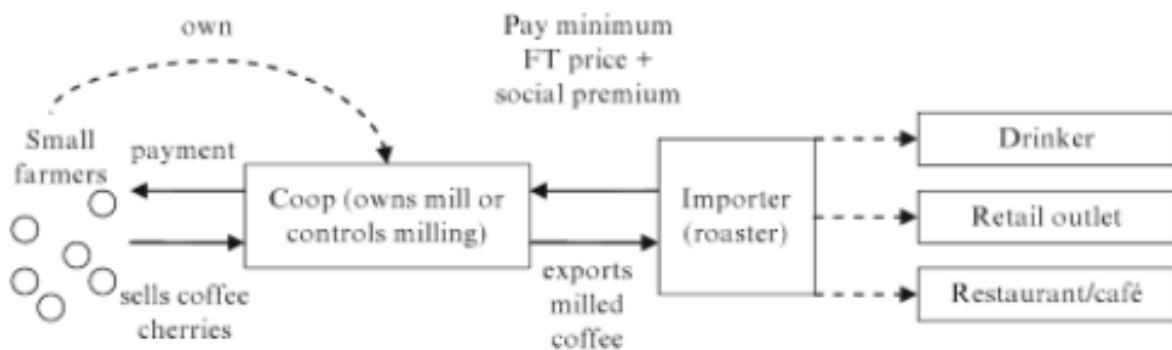 own
Pay minimum
FT price +
social premium
Small
farmers
payment
sells coffee
cherries
Coop (owns mill or
controls milling)
exports
milled
coffee
Importer
(roaster)
Drinker
Retail outlet
Restaurant/café